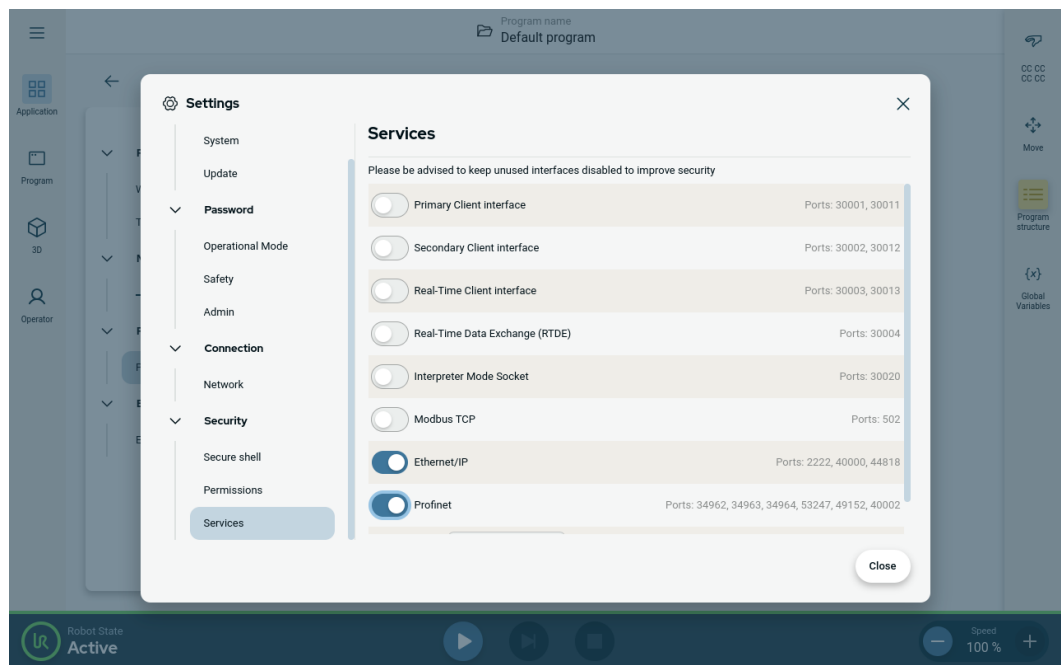 Program name
Default program
Application
Program
3D
Operator
Settings
System
Update
Password
Operational Mode
Safety
Admin
Connection
Network
Security
Secure shell
Permissions
Services
Services
Please be advised to keep unused interfaces disabled to improve security
Primary Client interface Ports: 30001, 30011
Secondary Client interface Ports: 30002, 30012
Real-Time Client interface Ports: 30003, 30013
Real-Time Data Exchange (RTDE) Ports: 30004
Interpreter Mode Socket Ports: 30020
Modbus TCP Ports: 502
Ethernet/IP Ports: 2222, 40000, 44818
Profinet Ports: 34962, 34963, 34964, 53247, 49152, 40002
Close
CC CC
CC CC
Move
Program
structure
{x}
Global
Variables
UR
Robot State
Active
Speed
100 %